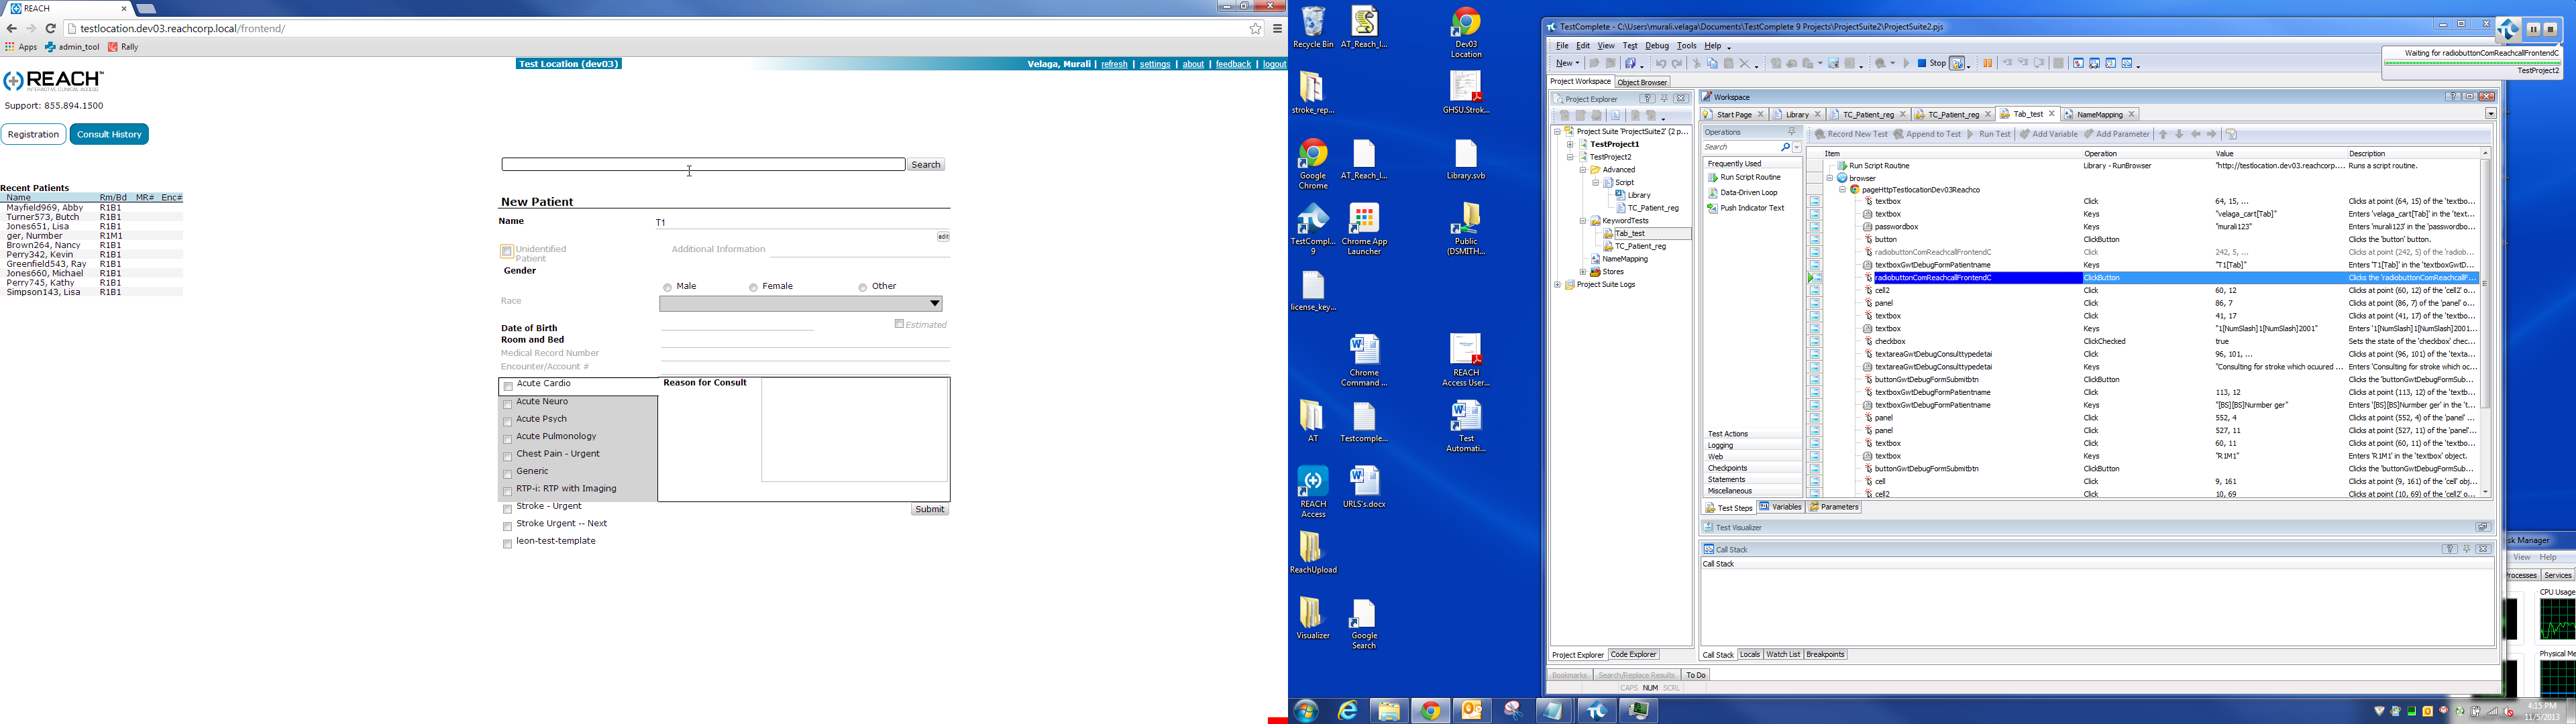 REACH
testlocation.dev03.reachcorp.local/frontend/
Apps admin_tool Rally
Test Location (dev03)
Velaga, Murali | refresh | settings | about | feedback | logout
REACH™
INTERACTIVE CLINICAL ACCESS
Support: 855.894.1500
Registration Consult History
Search
Recent Patients
Name Rm/Bd MR# Enc#
Mayfield969, Abby R1B1
Turner573, Butch R1B1
Jones651, Lisa R1B1
ger, Nurmber R1M1
Brown264, Nancy R1B1
Perry342, Kevin R1B1
Greenfield543, Ray R1B1
Jones660, Michael R1B1
Perry745, Kathy R1B1
Simpson143, Lisa R1B1
New Patient
Name T1
edit
Unidentified Patient Additional Information
Gender
Male Female Other
Race
Date of Birth Estimated
Room and Bed
Medical Record Number
Encounter/Account #
Acute Cardio
Acute Neuro
Acute Psych
Acute Pulmonology
Chest Pain - Urgent
Generic
RTP-i: RTP with Imaging
Stroke - Urgent
Stroke Urgent -- Next
leon-test-template
Reason for Consult
Submit
Recycle Bin
AT_Reach_I...
Dev03 Location
stroke_rep...
GHSU.Strok...
Google Chrome
AT_Reach_I...
Library.svb
TestCompl... 9
Chrome App Launcher
Public (DSMITH...
license_key...
Chrome Command ...
REACH Access User...
AT
Testcomple...
Test Automati...
REACH Access
URLS's.docx
ReachUpload
Visualizer
Google Search
TestComplete - C:\Users\murali.velaga\Documents\TestComplete 9 Projects\ProjectSuite2\ProjectSuite2.pjs
File Edit View Test Debug Tools Help
New Stop
Waiting for radiobuttonComReachcallFrontendC
TestProject2
Project Workspace Object Browser
Project Explorer
Project Suite 'ProjectSuite2' (2 p...
TestProject1
TestProject2
Advanced
Script
Library
TC_Patient_reg
KeywordTests
Tab_test
TC_Patient_reg
NameMapping
Stores
Project Suite Logs
Project Explorer Code Explorer
Workspace
Start Page Library TC_Patient_reg TC_Patient_reg Tab_test NameMapping
Operations
Search
Frequently Used
Run Script Routine
Data-Driven Loop
Push Indicator Text
Test Actions
Logging
Web
Checkpoints
Statements
Miscellaneous
Record New Test Append to Test Run Test Add Variable Add Parameter
Item Operation Value Description
Run Script Routine Library - RunBrowser "http://testlocation.dev03.reachcorp.... Runs a script routine.
browser
pageHttpTestlocationDev03Reachco
textbox Click 64, 15, ... Clicks at point (64, 15) of the 'textbo...
textbox Keys "velaga_cart[Tab]" Enters 'velaga_cart[Tab]' in the 'textb...
passwordbox Keys "murali123" Enters 'murali123' in the 'passwordbo...
button ClickButton Clicks the 'button' button.
radiobuttonComReachcallFrontendC Click 242, 5, ... Clicks at point (242, 5) of the 'radiob...
textboxGwtDebugFormPatientname Keys "T1[Tab]" Enters 'T1[Tab]' in the 'textboxGwtD...
radiobuttonComReachcallFrontendC ClickButton Clicks the 'radiobuttonComReachcallF...
cell2 Click 60, 12 Clicks at point (60, 12) of the 'cell2' o...
panel Click 86, 7 Clicks at point (86, 7) of the 'panel' o...
textbox Click 41, 17 Clicks at point (41, 17) of the 'textbo...
textbox Keys "1[NumSlash]1[NumSlash]2001" Enters '1[NumSlash]1[NumSlash]2001...
checkbox ClickChecked true Sets the state of the 'checkbox' chec...
textareaGwtDebugConsulttypedetai Click 96, 101, ... Clicks at point (96, 101) of the 'texta...
textareaGwtDebugConsulttypedetai Keys "Consulting for stroke which ocuured ... Enters 'Consulting for stroke which oc...
buttonGwtDebugFormSubmitbtn ClickButton Clicks the 'buttonGwtDebugFormSub...
textboxGwtDebugFormPatientname Click 113, 12 Clicks at point (113, 12) of the 'textbo...
textboxGwtDebugFormPatientname Keys "[BS][BS]Nurmber ger" Enters '[BS][BS]Nurmber ger' in the 't...
panel Click 552, 4 Clicks at point (552, 4) of the 'panel' ...
panel Click 527, 11 Clicks at point (527, 11) of the 'panel'...
textbox Click 60, 11 Clicks at point (60, 11) of the 'textbo...
textbox Keys "R1M1" Enters 'R1M1' in the 'textbox' object.
buttonGwtDebugFormSubmitbtn ClickButton Clicks the 'buttonGwtDebugFormSub...
cell Click 9, 161 Clicks at point (9, 161) of the 'cell' obj...
cell2 Click 10, 69 Clicks at point (10, 69) of the 'cell2' o...
Test Steps Variables Parameters
Test Visualizer
Call Stack
Call Stack
Call Stack Locals Watch List Breakpoints
Bookmarks Search/Replace Results To Do
CAPS NUM SCRL
sk Manager
View Help
rocesses Services
CPU Usage
Physical Me
4:15 PM
11/5/2013